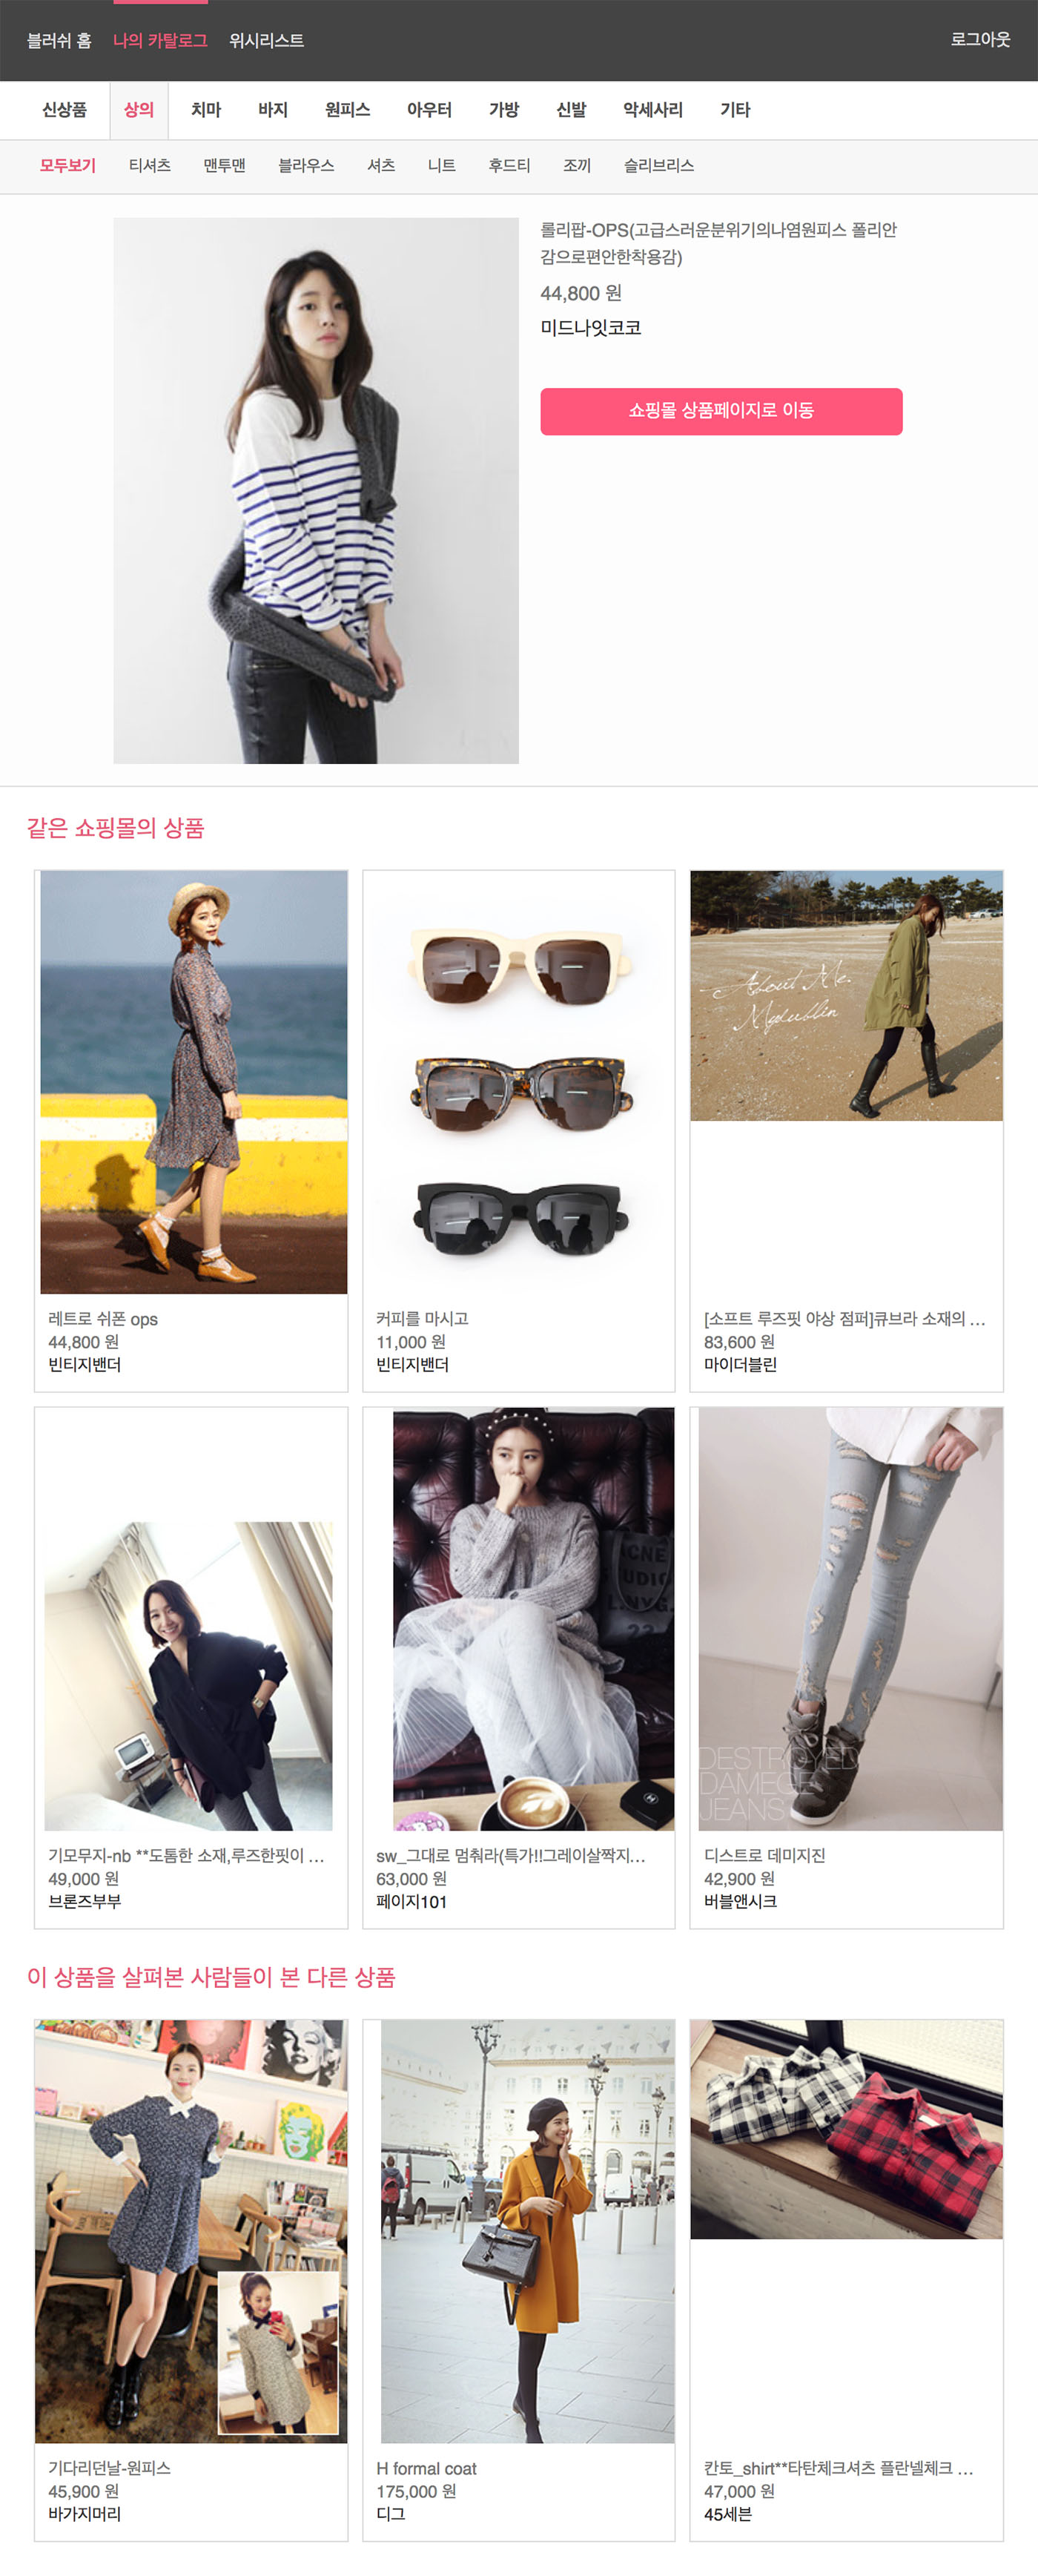 블러쉬 홈 나의 카탈로그 위시리스트 로그아웃
신상품 상의 치마 바지 원피스 아우터 가방 신발 악세사리 기타
모두보기 티셔츠 맨투맨 블라우스 셔츠 니트 후드티 조끼 슬리브리스
롤리팝-OPS(고급스러운분위기의나염원피스 폴리안
감으로편안한착용감)
44,800 원
미드나잇코코
쇼핑몰 상품페이지로 이동
같은 쇼핑몰의 상품
About Me.
Mydublin
레트로 쉬폰 ops
44,800 원
빈티지밴더
커피를 마시고
11,000 원
빈티지밴더
[소프트 루즈핏 야상 점퍼]큐브라 소재의 ...
83,600 원
마이더블린
ACNE
STUDIO
DESTROYED
DAMEGE
JEANS
기모무지-nb **도톰한 소재,루즈한핏이 ...
49,000 원
브론즈부부
sw_그대로 멈춰라(특가!!그레이살짝지...
63,000 원
페이지101
디스트로 데미지진
42,900 원
버블앤시크
이 상품을 살펴본 사람들이 본 다른 상품
기다리던날-원피스
45,900 원
바가지머리
H formal coat
175,000 원
디그
칸토_shirt**타탄체크셔츠 플란넬체크 ...
47,000 원
45세븐